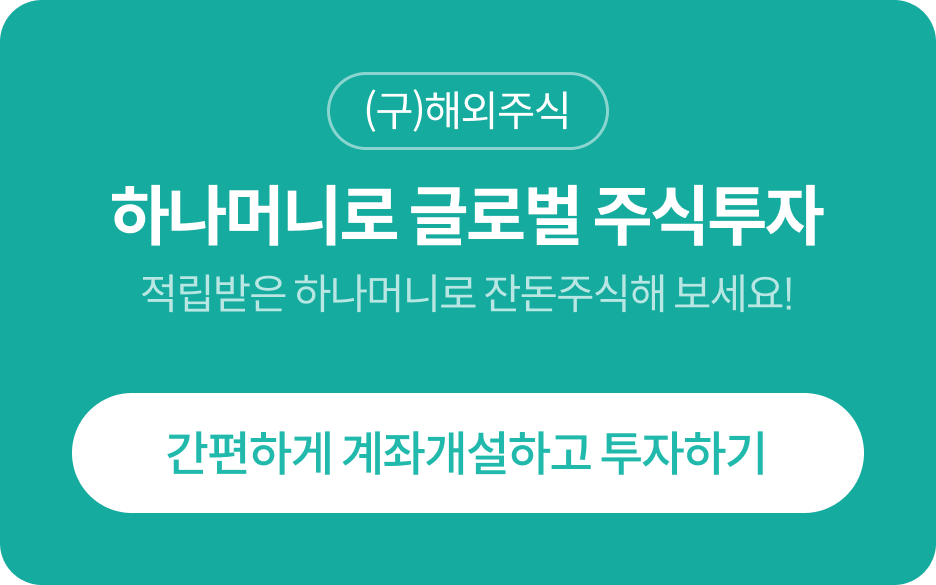 (구)해외주식
하나머니로 글로벌 주식투자
적립받은 하나머니로 잔돈주식해 보세요!
간편하게 계좌개설하고 투자하기